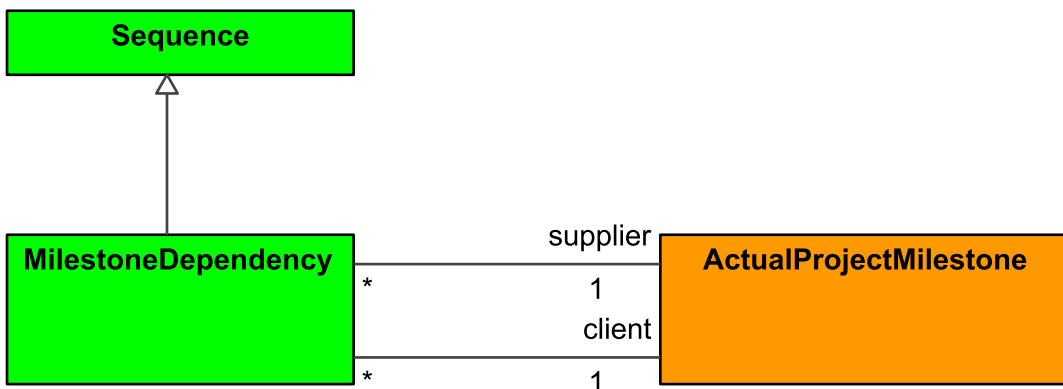 Sequence
supplier
MilestoneDependency
ActualProjectMilestone
* 1
client
* 1